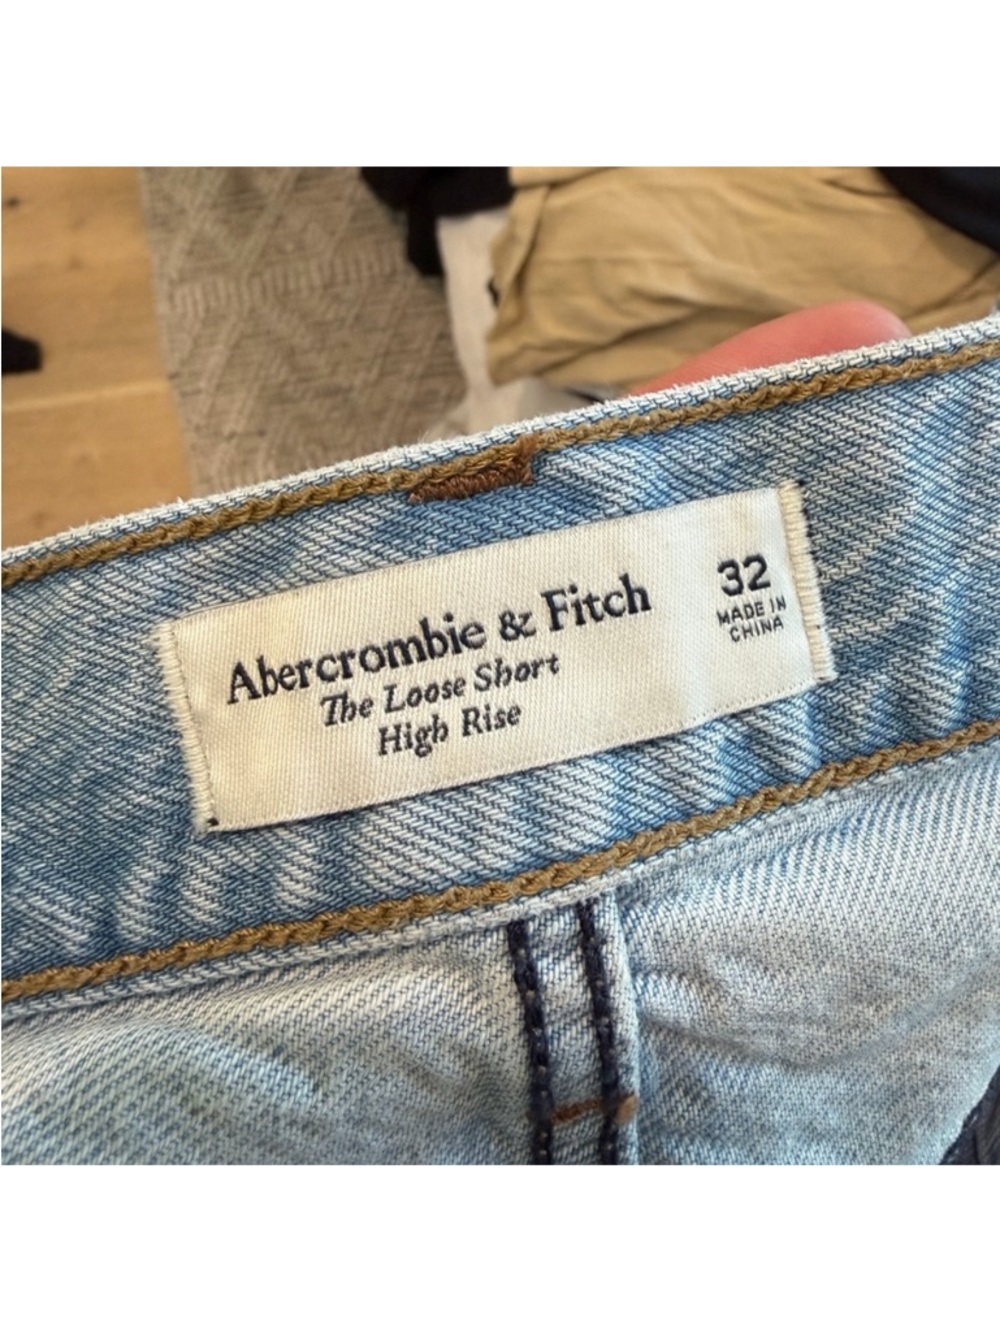 Abercrombie & Fitch
The Loose Short
High Rise
32
MADE IN
CHINA